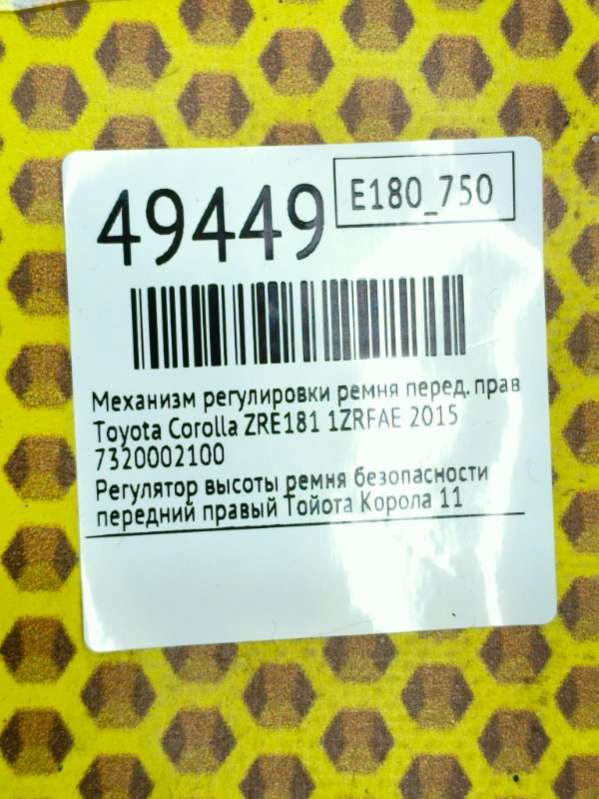 49449
E180_750
Механизм регулировки ремня перед. прав
Toyota Corolla ZRE181 1ZRFAE 2015
7320002100
Регулятор высоты ремня безопасности
передний правый Тойота Корола 11